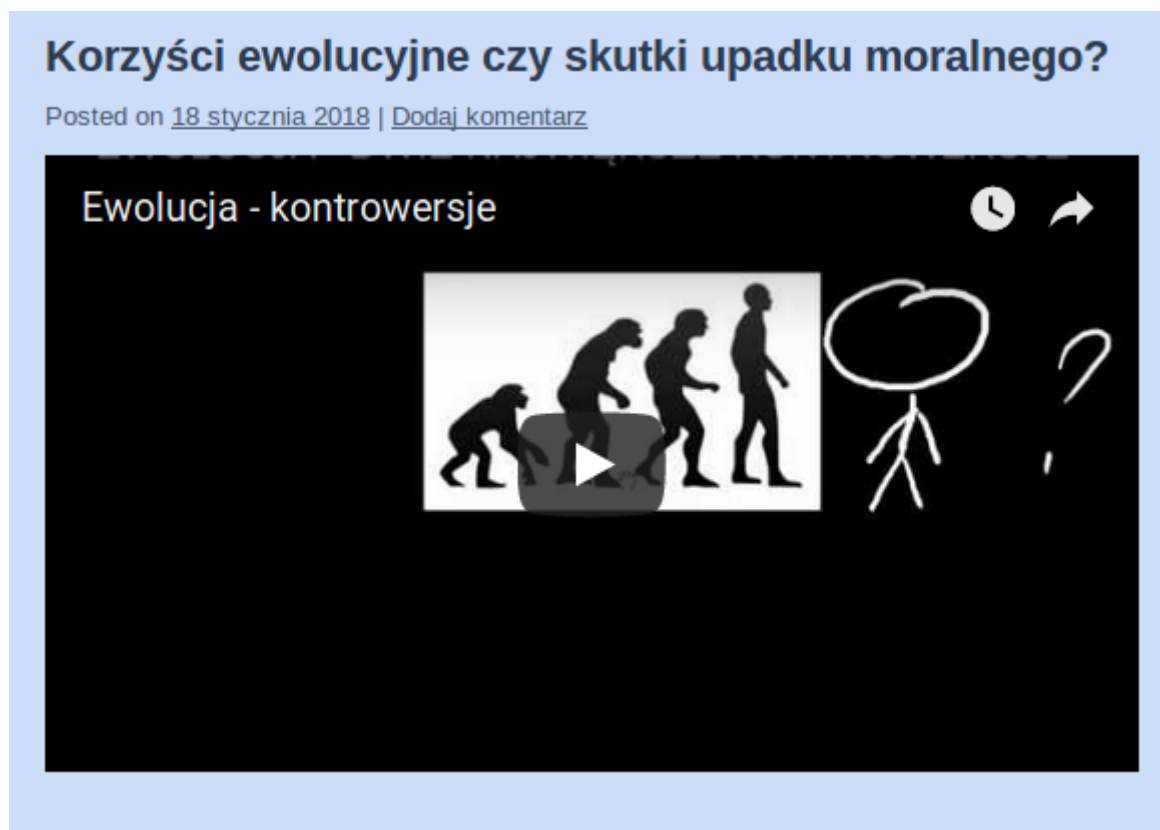 Korzyści ewolucyjne czy skutki upadku moralnego?
Posted on 18 stycznia 2018 | Dodaj komentarz
Ewolucja - kontrowersje
?